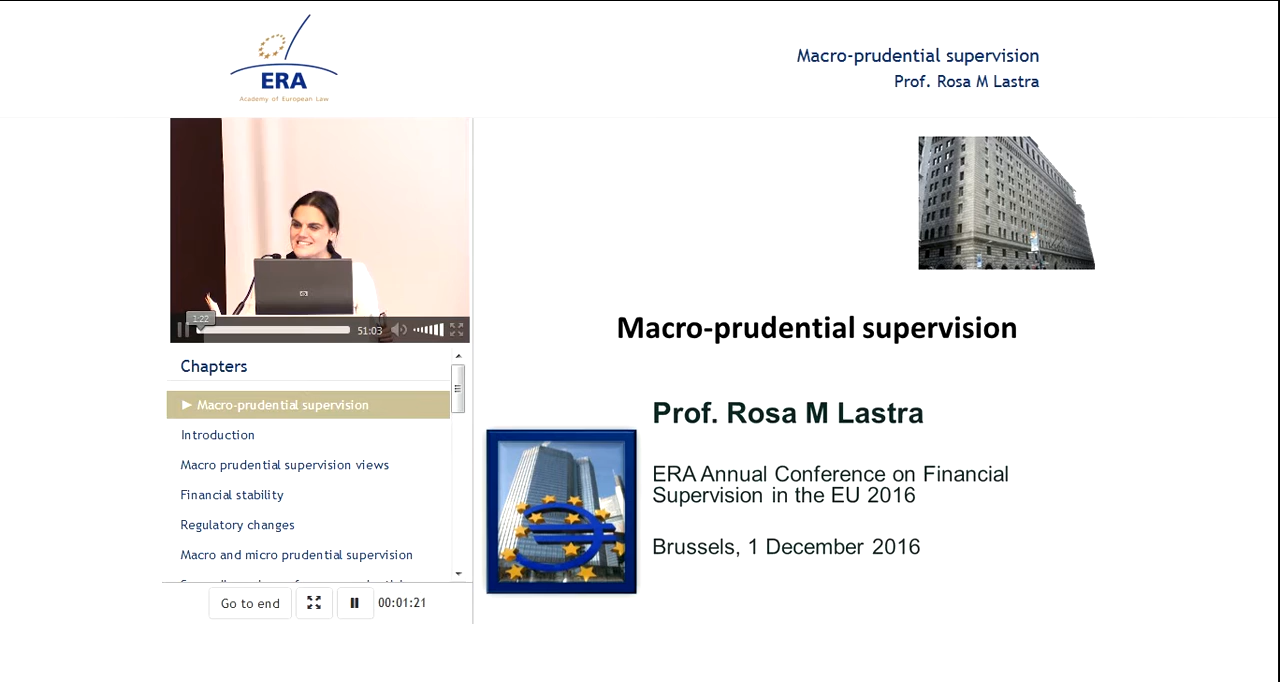 ERA
Academy of European Law
Macro-prudential supervision
Prof. Rosa M Lastra
1:22
51:03
Chapters
► Macro-prudential supervision
Introduction
Macro prudential supervision views
Financial stability
Regulatory changes
Macro and micro prudential supervision
Go to end
00:01:21
Macro-prudential supervision
Prof. Rosa M Lastra
ERA Annual Conference on Financial
Supervision in the EU 2016
Brussels, 1 December 2016